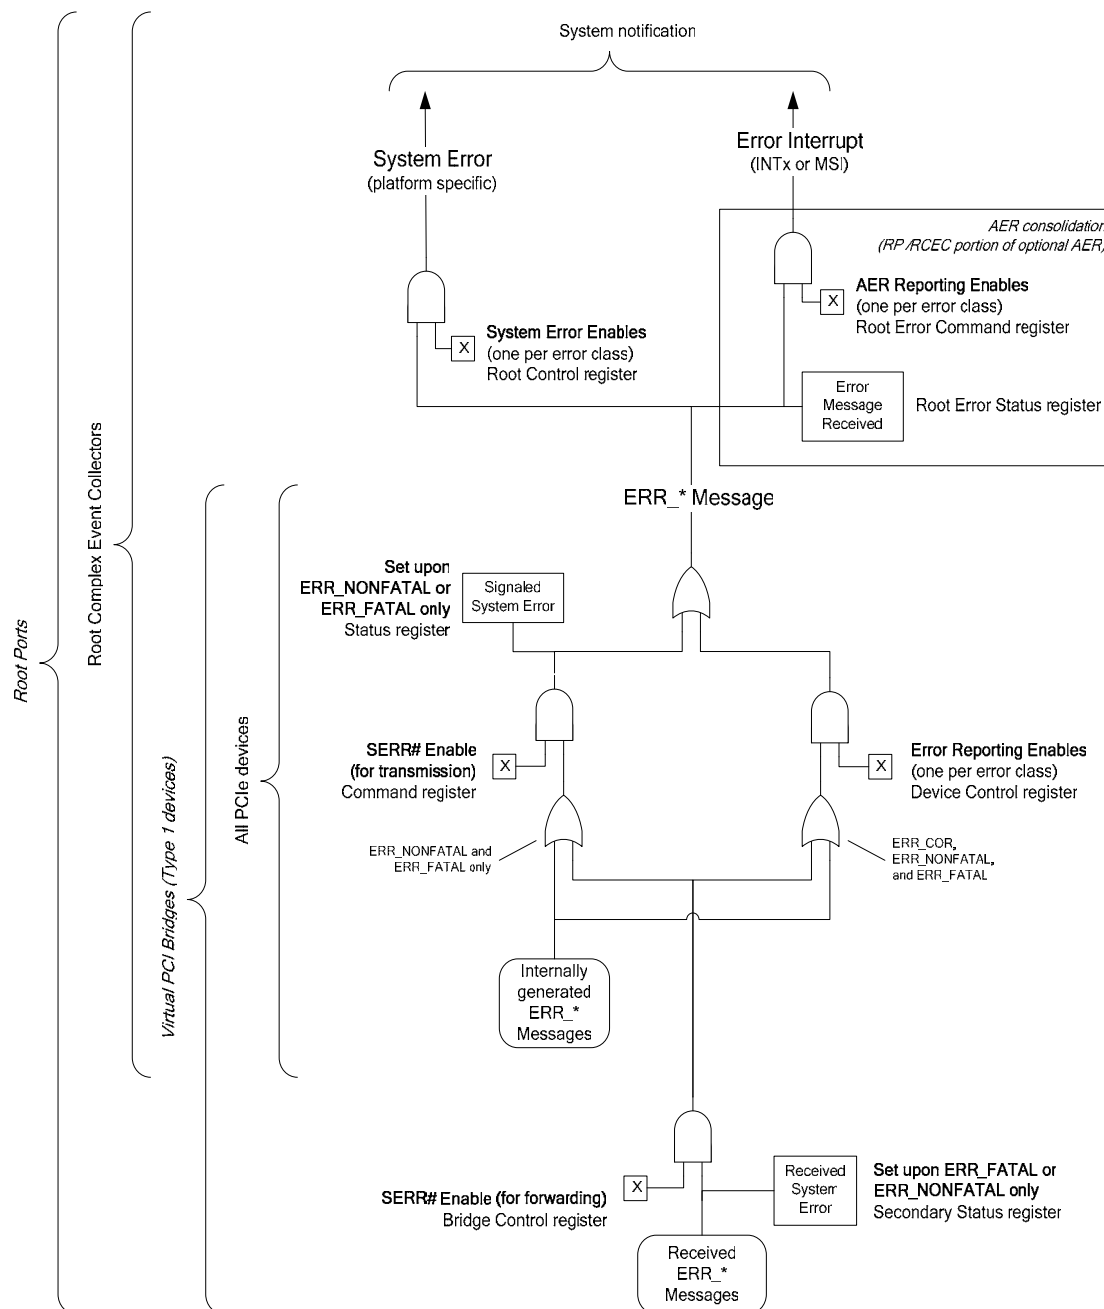 System notification
System Error
(platform specific)
Error Interrupt
(INTx or MSI)
AER consolidation
(RP/RCEC portion of optional AER)
X
AER Reporting Enables
(one per error class)
Root Error Command register
X
System Error Enables
(one per error class)
Root Control register
Error
Message
Received
Root Error Status register
ERR_* Message
Set upon
ERR_NONFATAL or
ERR_FATAL only
Status register
Signaled
System Error
SERR# Enable
(for transmission)
Command register
X
X
Error Reporting Enables
(one per error class)
Device Control register
ERR_NONFATAL and
ERR_FATAL only
ERR_COR,
ERR_NONFATAL,
and ERR_FATAL
Internally
generated
ERR_*
Messages
SERR# Enable (for forwarding)
Bridge Control register
X
Received
System
Error
Set upon ERR_FATAL or
ERR_NONFATAL only
Secondary Status register
Received
ERR_*
Messages
Root Ports
Root Complex Event Collectors
Virtual PCI Bridges (Type 1 devices)
All PCIe devices